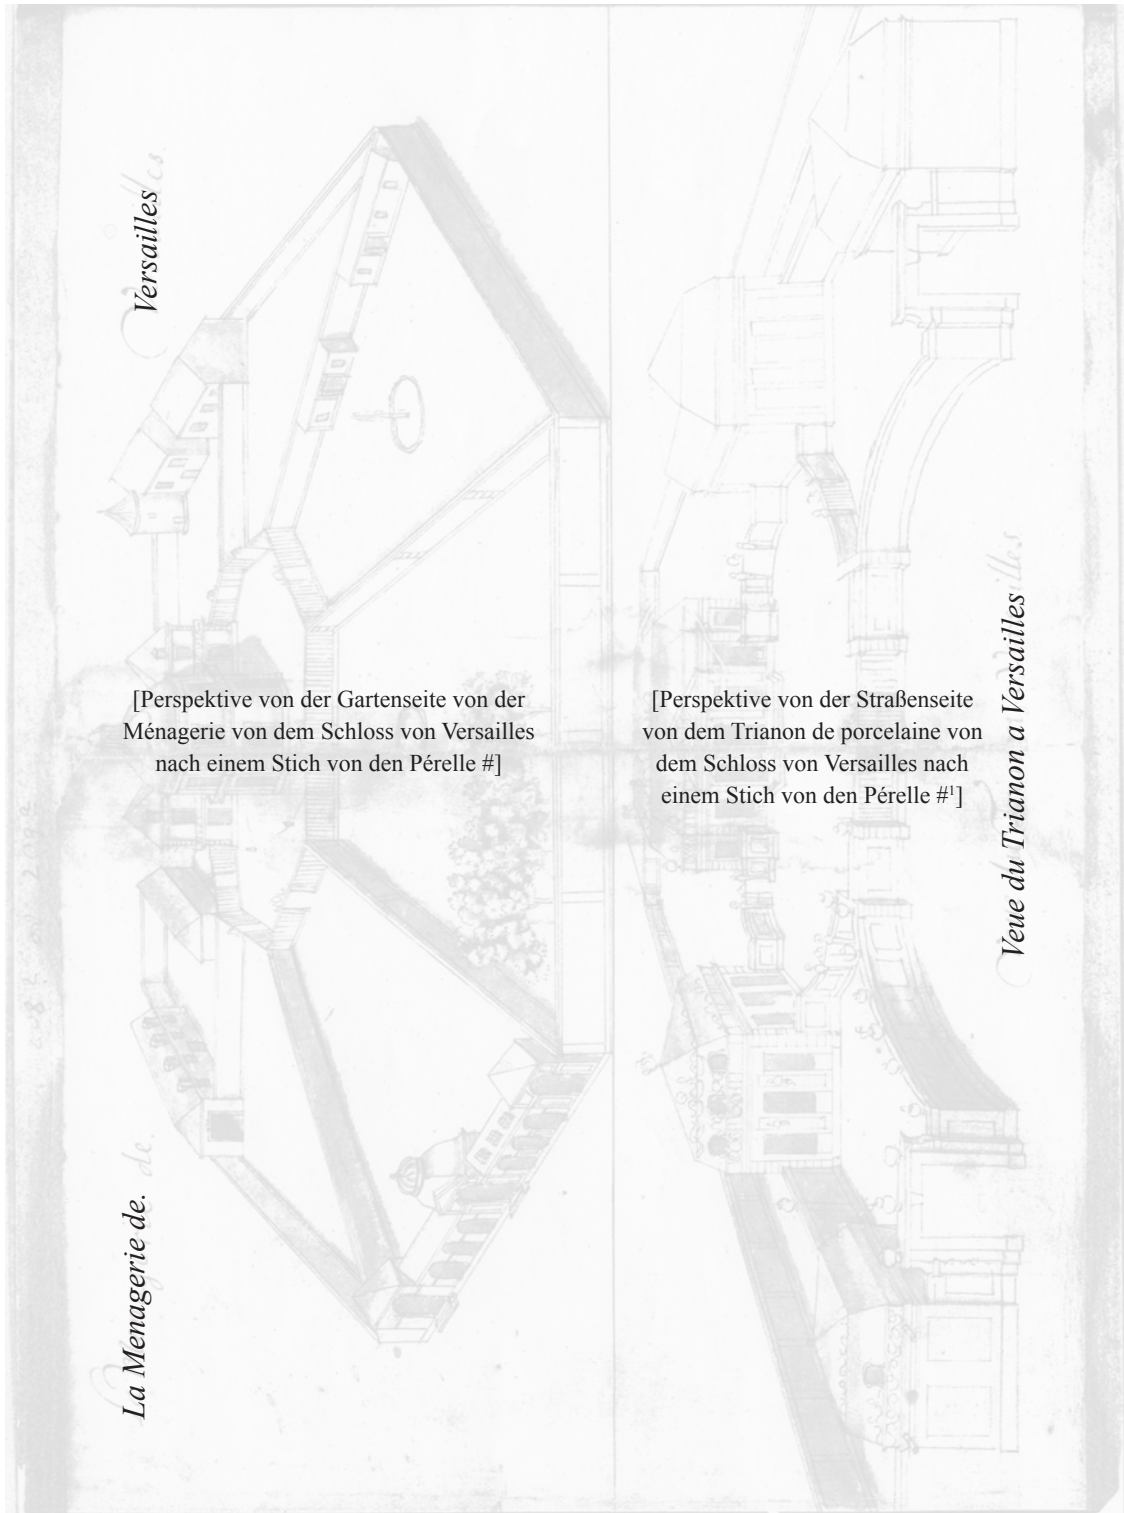 La Menagerie de.
Versailles
[Perspektive von der Gartenseite von der
Ménagerie von dem Schloss von Versailles
nach einem Stich von den Pérelle #]
[Perspektive von der Straßenseite
von dem Trianon de porcelaine von
dem Schloss von Versailles nach
einem Stich von den Pérelle #¹]
Veue du Trianon a Versailles